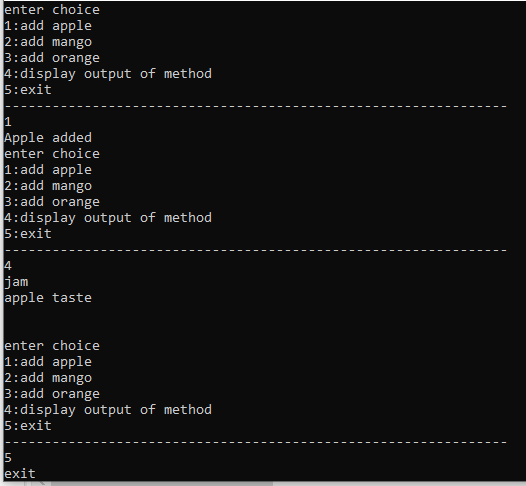 enter choice
1:add apple
2:add mango
3:add orange
4:display output of method
5:exit
---------------------------------------------------------------
1
Apple added
enter choice
1:add apple
2:add mango
3:add orange
4:display output of method
5:exit
---------------------------------------------------------------
4
jam
apple taste
enter choice
1:add apple
2:add mango
3:add orange
4:display output of method
5:exit
---------------------------------------------------------------
5
exit